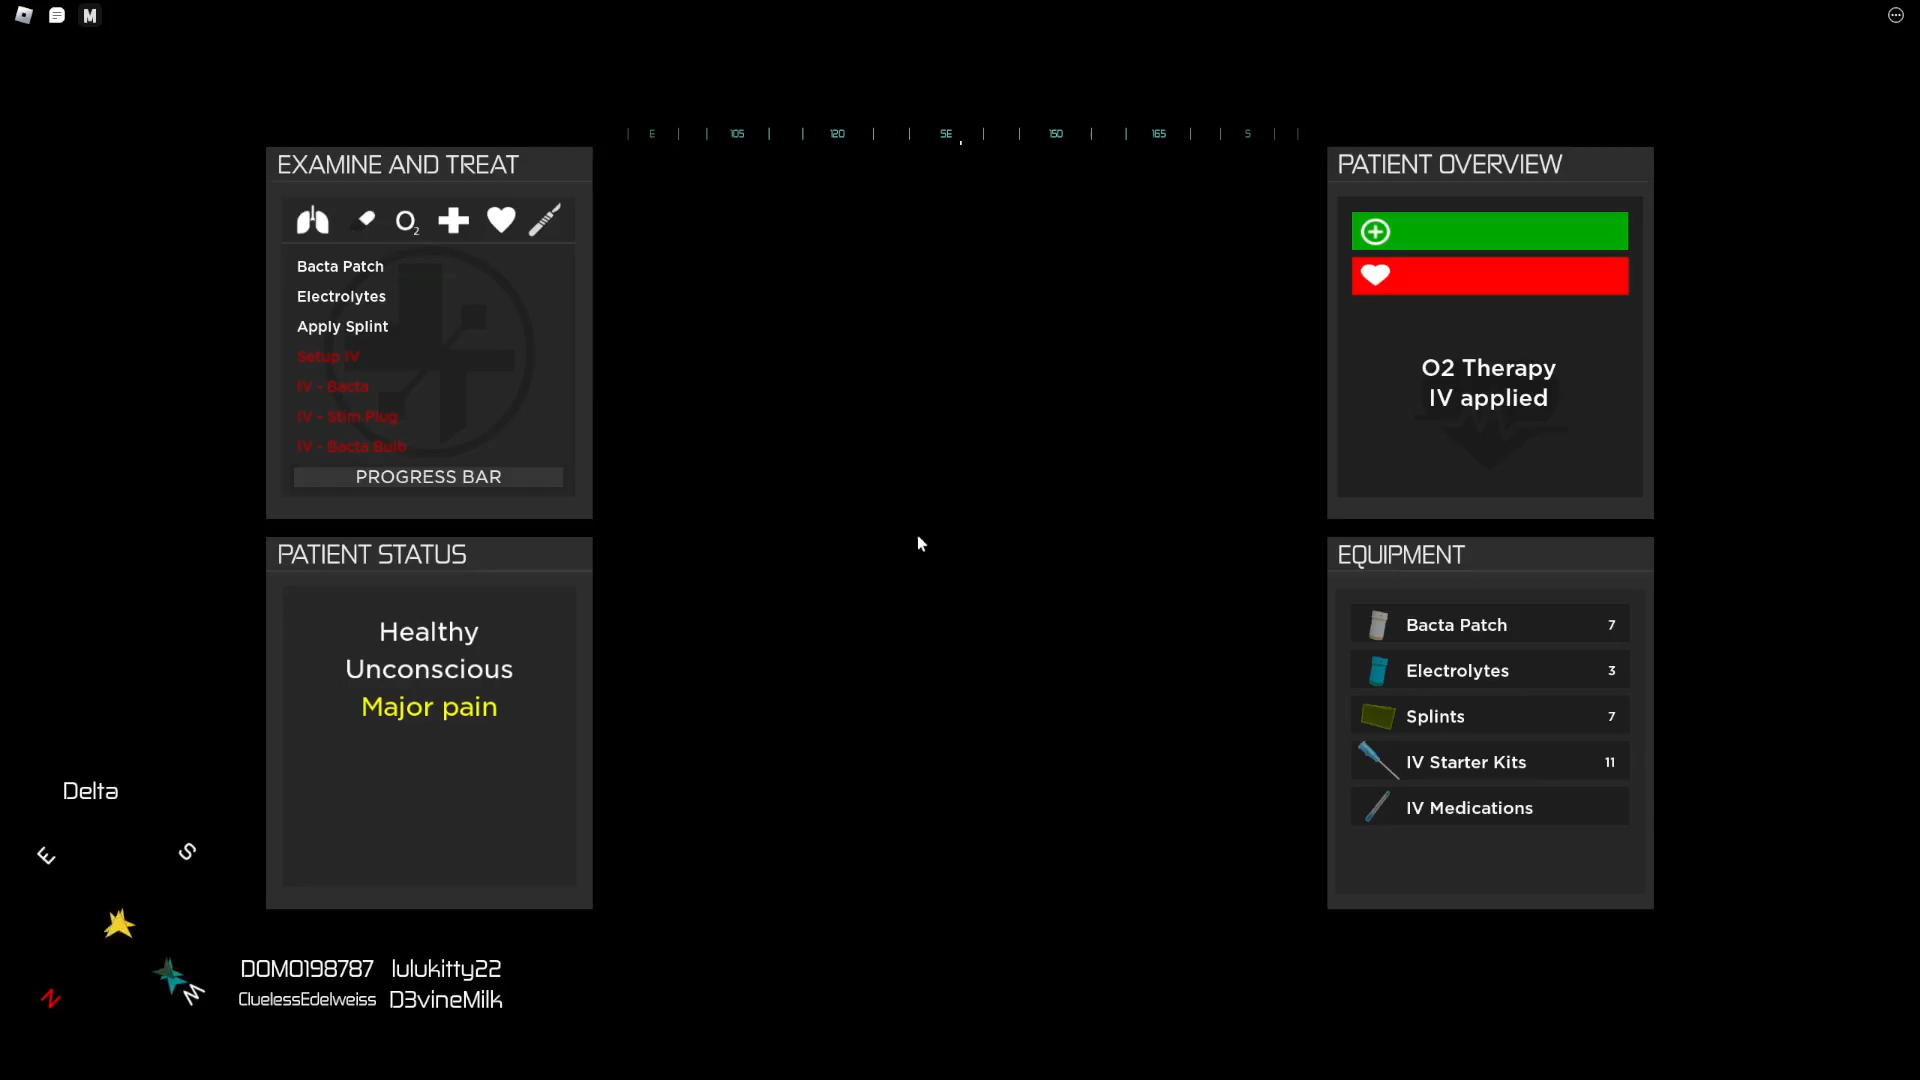 M
E 105 120 SE 150 165 S
EXAMINE AND TREAT
O2
Bacta Patch
Electrolytes
Apply Splint
Setup IV
IV - Bacta
IV - Stim Plug
IV - Bacta Bulb
PROGRESS BAR
PATIENT OVERVIEW
O2 Therapy
IV applied
PATIENT STATUS
Healthy
Unconscious
Major pain
EQUIPMENT
Bacta Patch 7
Electrolytes 3
Splints 7
IV Starter Kits 11
IV Medications
Delta
E S
N W
DOMO198787 lulukitty22
CluelessEdelweiss D3vineMilk